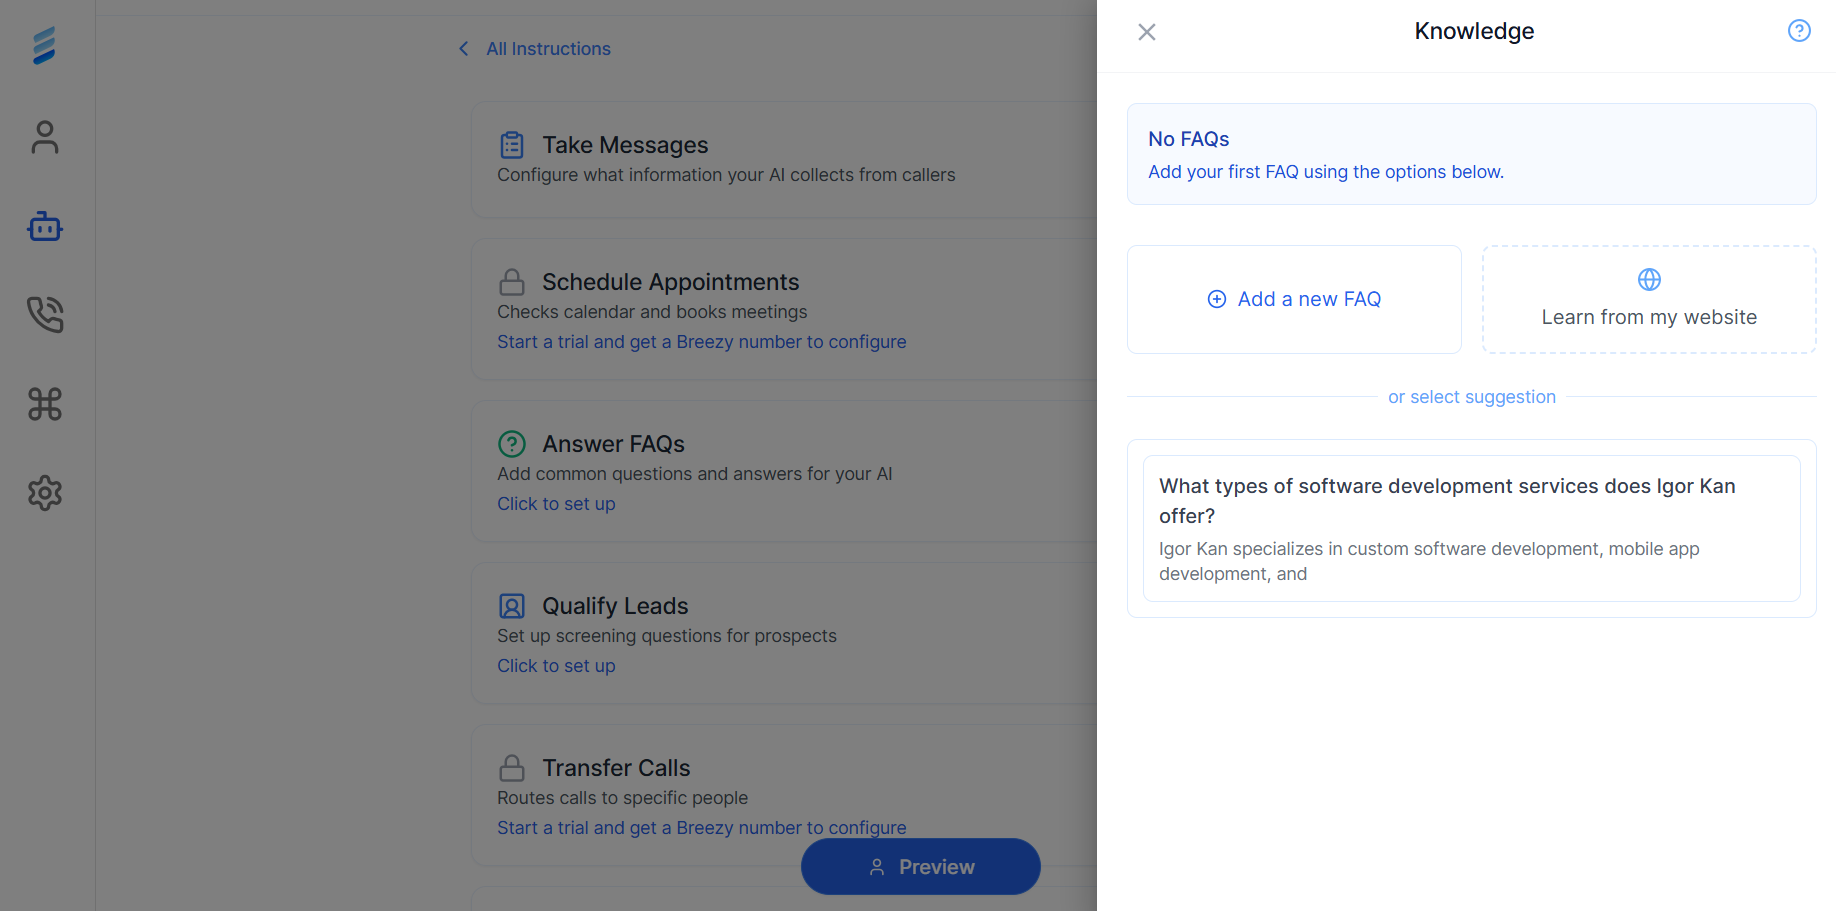 All Instructions
Take Messages
Configure what information your AI collects from callers
Schedule Appointments
Checks calendar and books meetings
Start a trial and get a Breezy number to configure
Answer FAQs
Add common questions and answers for your AI
Click to set up
Qualify Leads
Set up screening questions for prospects
Click to set up
Transfer Calls
Routes calls to specific people
Start a trial and get a Breezy number to configure
Preview
Knowledge
No FAQs
Add your first FAQ using the options below.
Add a new FAQ
Learn from my website
or select suggestion
What types of software development services does Igor Kan
offer?
Igor Kan specializes in custom software development, mobile app
development, and